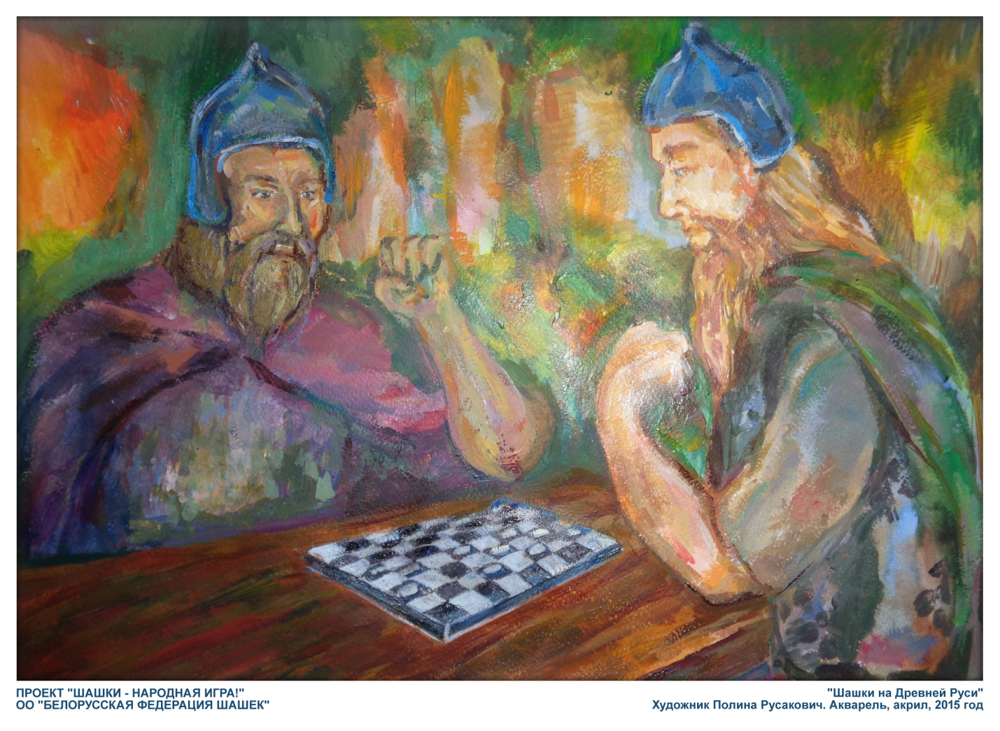 ПРОЕКТ "ШАШКИ - НАРОДНАЯ ИГРА!"
ОО "БЕЛОРУССКАЯ ФЕДЕРАЦИЯ ШАШЕК"
"Шашки на Древней Руси"
Художник Полина Русакович. Акварель, акрил, 2015 год